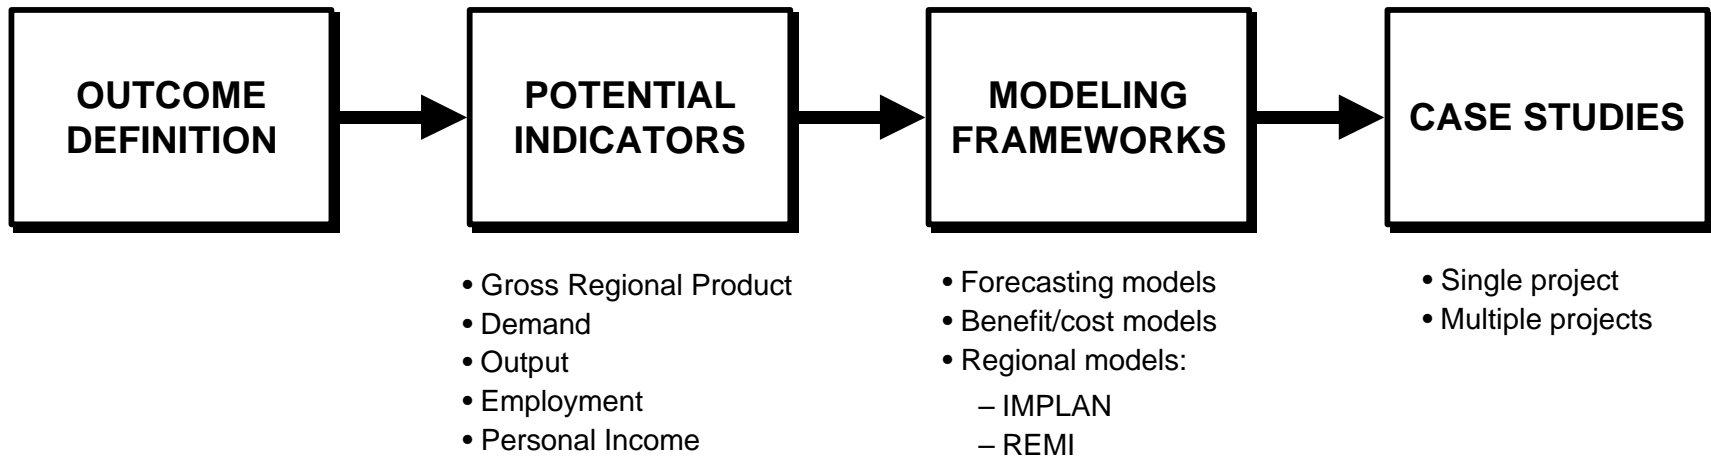 OUTCOME
DEFINITION
POTENTIAL
INDICATORS
MODELING
FRAMEWORKS
CASE STUDIES
• Gross Regional Product
• Demand
• Output
• Employment
• Personal Income
• Forecasting models
• Benefit/cost models
• Regional models:
– IMPLAN
– REMI
• Single project
• Multiple projects